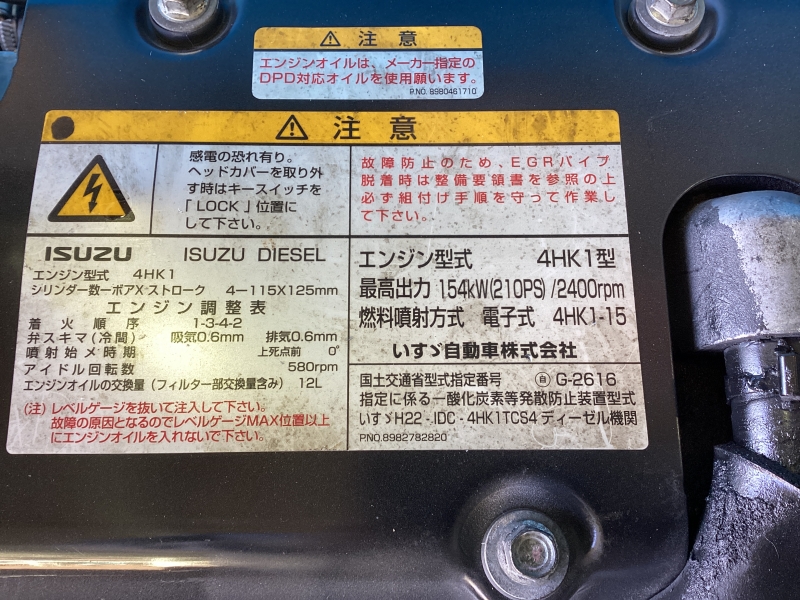 ⚠ 注意
エンジンオイルは、メーカー指定の
DPD対応オイルを使用願います。
P.NO. 8980461710
⚠ 注意
感電の恐れ有り。
ヘッドカバーを取り外
す時はキースイッチを
「LOCK」位置に
して下さい。
故障防止のため、EGRパイプ
脱着時は整備要領書を参照の上
必ず組付け手順を守って作業し
て下さい。
ISUZU ISUZU DIESEL
エンジン型式 4HK1
シリンダー数ーボアXストローク 4ー115X125mm
エンジン調整表
着火順序 1-3-4-2
弁スキマ(冷間) 吸気0.6mm 排気0.6mm
噴射始メ時期 上死点前 0°
アイドル回転数 580rpm
エンジンオイルの交換量(フィルター部交換量含み) 12L
(注)レベルゲージを抜いて注入して下さい。
故障の原因となるのでレベルゲージMAX位置以上
にエンジンオイルを入れないで下さい。
エンジン型式 4HK1型
最高出力 154kW(210PS)/2400rpm
燃料噴射方式 電子式 4HK1-15
いすゞ自動車株式会社
国土交通省型式指定番号 ㊐ G-2616
指定に係る一酸化炭素等発散防止装置型式
いすゞH22-IDC-4HK1TCS4ディーゼル機関
P.NO.8982782820